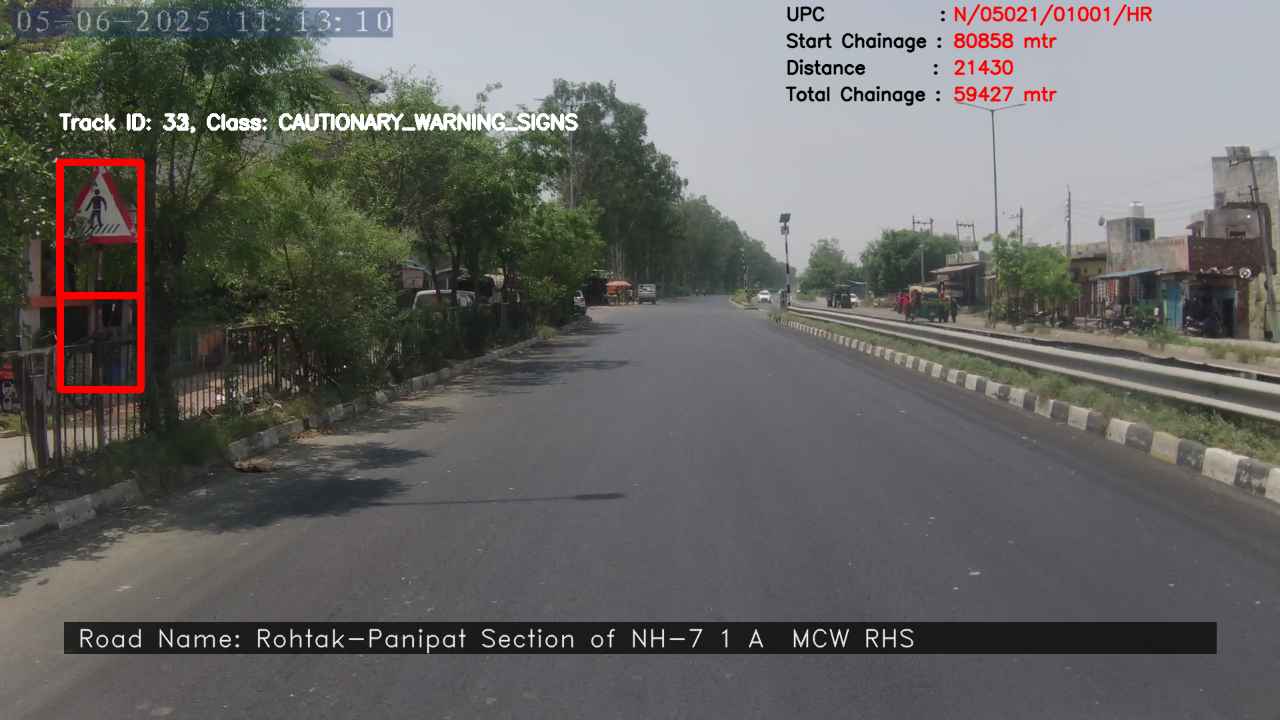 05-06-2025 11:13:10
UPC : N/05021/01001/HR
Start Chainage : 80858 mtr
Distance : 21430
Total Chainage : 59427 mtr
Track ID: 33, Class: CAUTIONARY_WARNING_SIGNS
Road Name: Rohtak-Panipat Section of NH-7 1 A MCW RHS